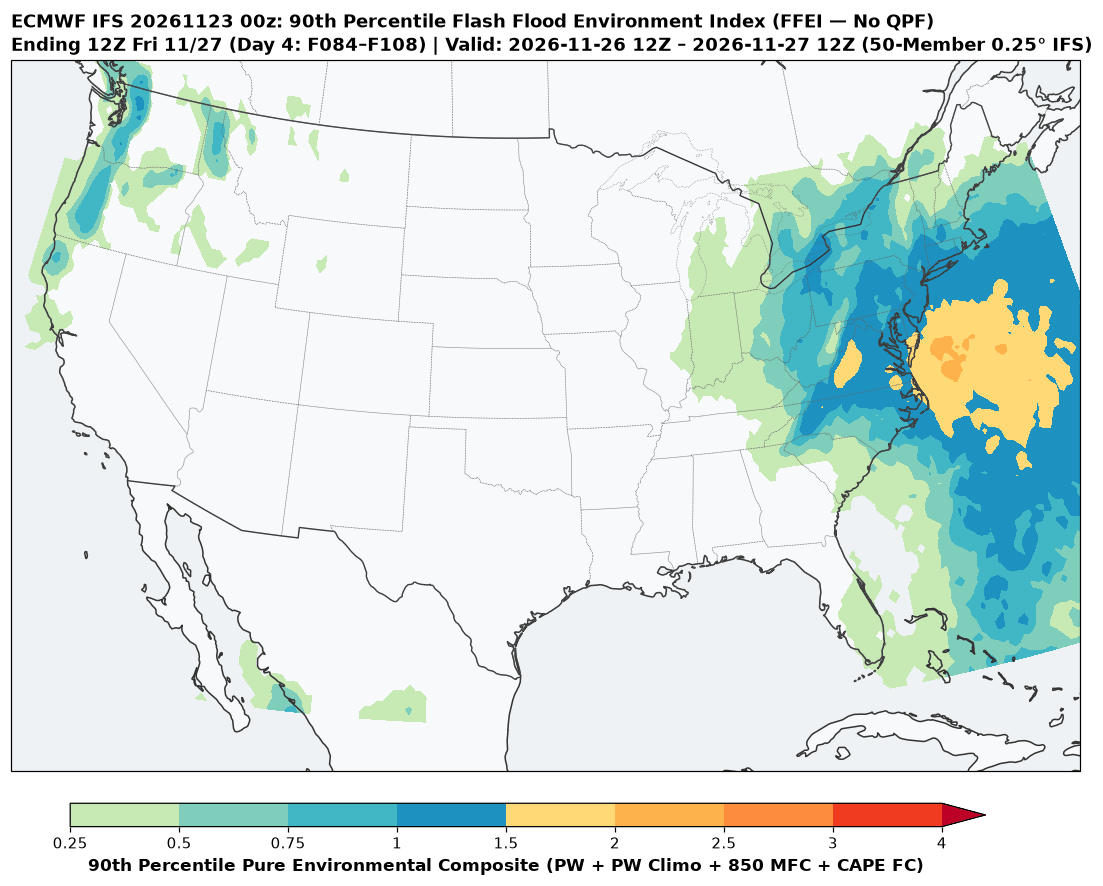 ECMWF IFS 20261123 00z: 90th Percentile Flash Flood Environment Index (FFEI — No QPF)
Ending 12Z Fri 11/27 (Day 4: F084–F108) | Valid: 2026-11-26 12Z – 2026-11-27 12Z (50-Member 0.25° IFS)
0.25 0.5 0.75 1 1.5 2 2.5 3 4
90th Percentile Pure Environmental Composite (PW + PW Climo + 850 MFC + CAPE FC)